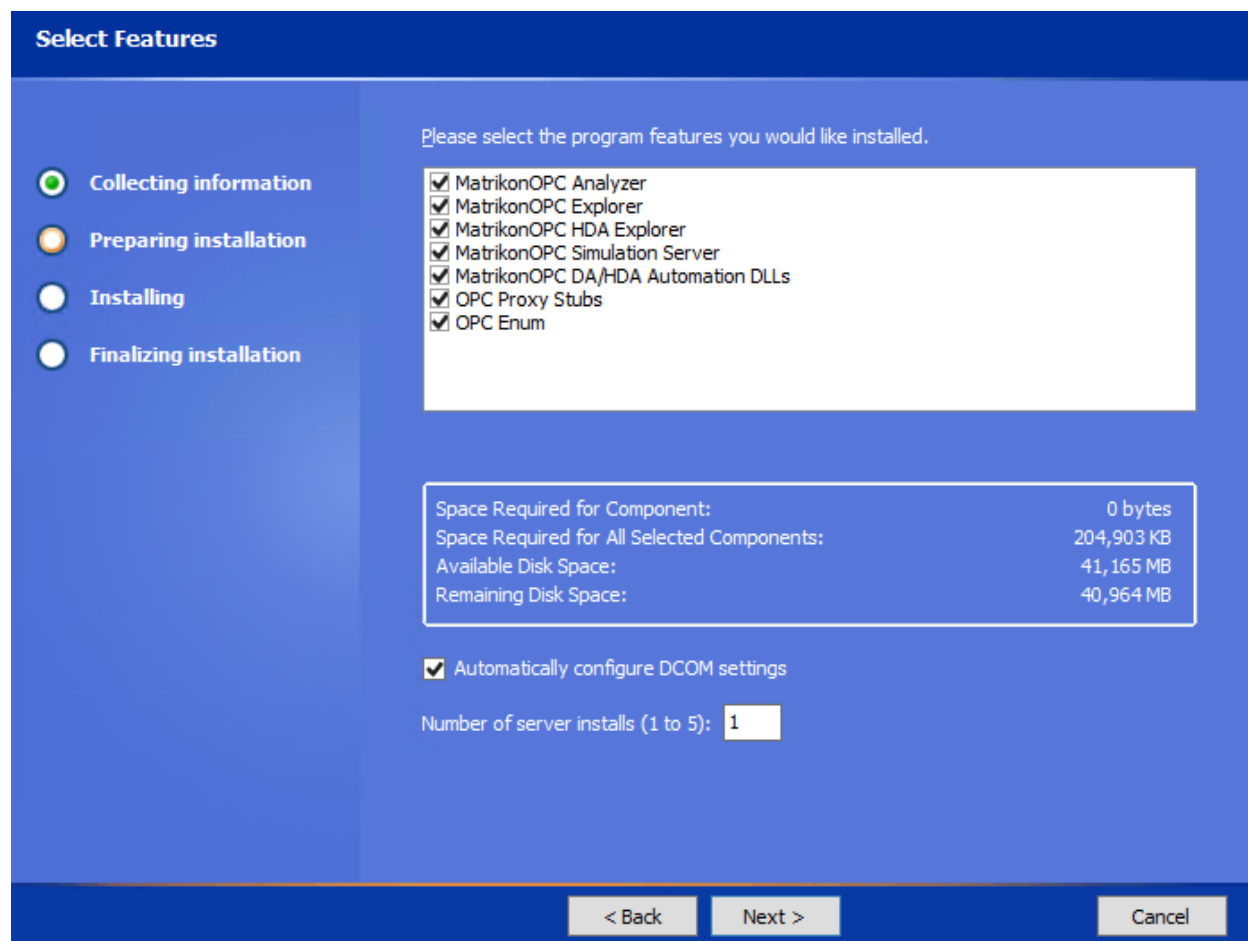 Select Features
Please select the program features you would like installed.
Collecting information
Preparing installation
Installing
Finalizing installation
MatrikonOPC Analyzer
MatrikonOPC Explorer
MatrikonOPC HDA Explorer
MatrikonOPC Simulation Server
MatrikonOPC DA/HDA Automation DLLs
OPC Proxy Stubs
OPC Enum
Space Required for Component: 0 bytes
Space Required for All Selected Components: 204,903 KB
Available Disk Space: 41,165 MB
Remaining Disk Space: 40,964 MB
Automatically configure DCOM settings
Number of server installs (1 to 5): 1
< Back Next > Cancel